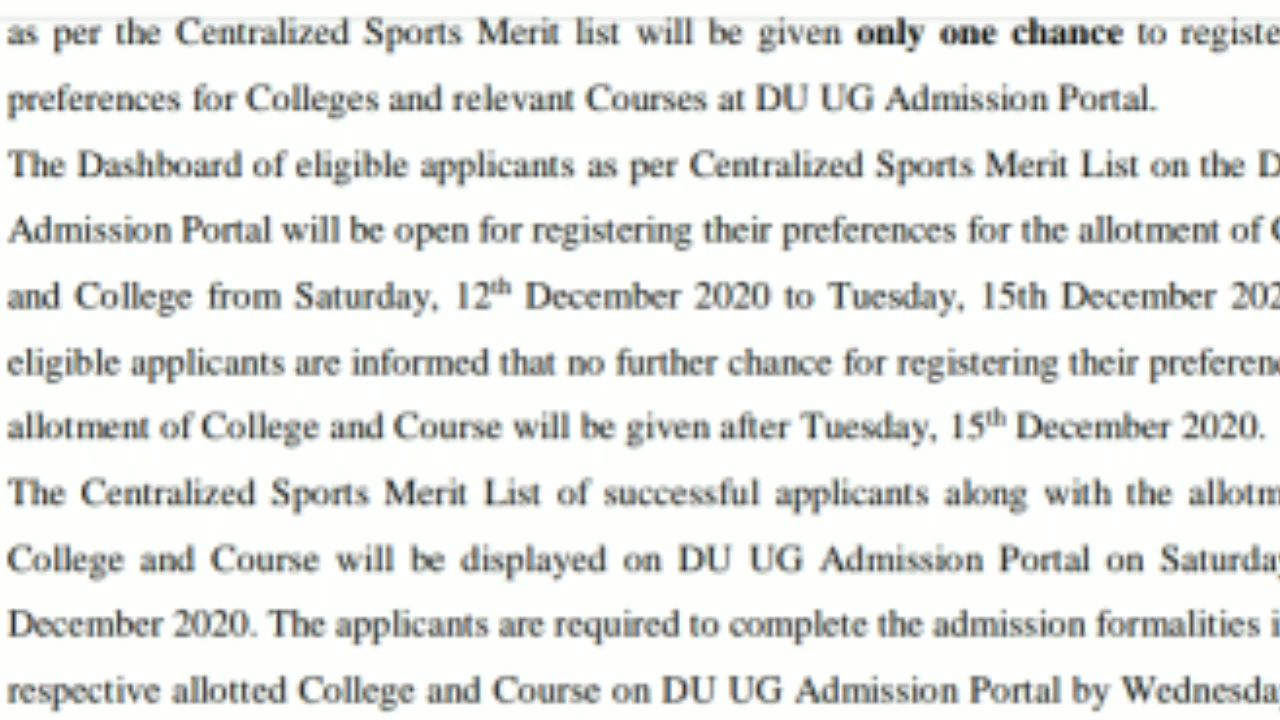 as per the Centralized Sports Merit list will be given only one chance to registe
preferences for Colleges and relevant Courses at DU UG Admission Portal.
The Dashboard of eligible applicants as per Centralized Sports Merit List on the D
Admission Portal will be open for registering their preferences for the allotment of C
and College from Saturday, 12th December 2020 to Tuesday, 15th December 202
eligible applicants are informed that no further chance for registering their preferenc
allotment of College and Course will be given after Tuesday, 15th December 2020.
The Centralized Sports Merit List of successful applicants along with the allotm
College and Course will be displayed on DU UG Admission Portal on Saturday
December 2020. The applicants are required to complete the admission formalities i
respective allotted College and Course on DU UG Admission Portal by Wednesday